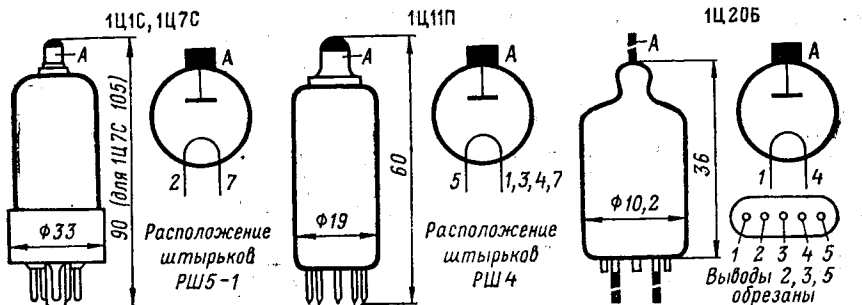 1Ц1С, 1Ц7С
А
А
90 (для 1Ц7С 105)
Ф33
2 7
Расположение
штырьков
РШ5-1
1Ц11П
А
А
60
Ф19
5 1,3,4,7
Расположение
штырьков
РШ4
1Ц20Б
А
А
36
Ф10,2
1 4
1 2 3 4 5
Выводы 2, 3, 5
обрезаны